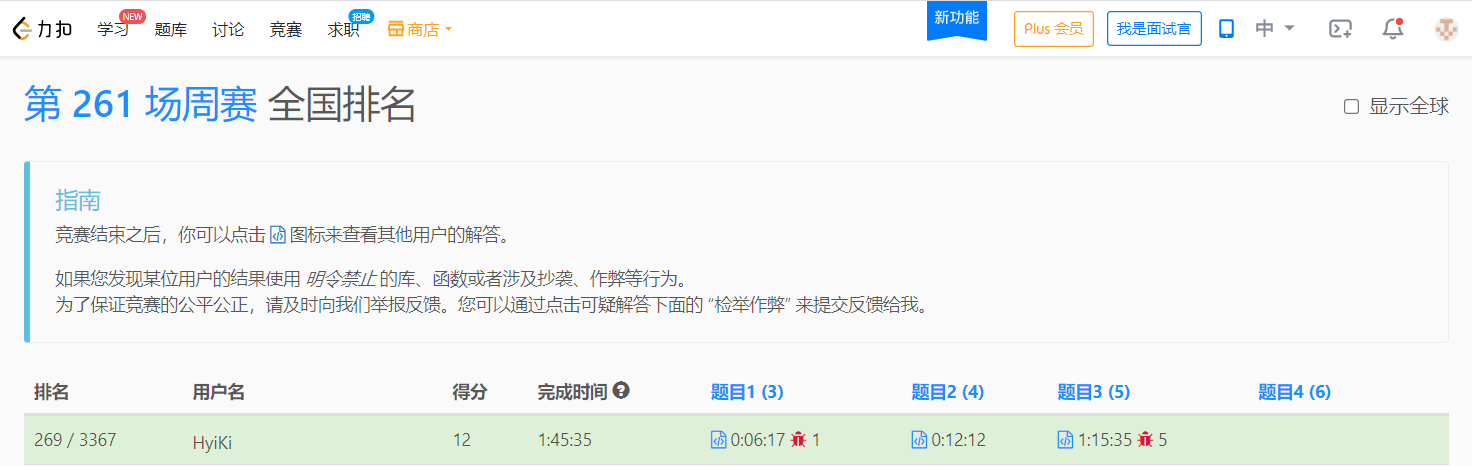 力扣 学习 NEW 题库 讨论 竞赛 求职 招聘 商店 新功能 Plus 会员 我是面试官 中
第 261 场周赛 全国排名 显示全球
指南
竞赛结束之后，你可以点击 图标来查看其他用户的解答。
如果您发现某位用户的结果使用 明令禁止 的库、函数或者涉及抄袭、作弊等行为。
为了保证竞赛的公平公正，请及时向我们举报反馈。您可以通过点击可疑解答下面的 “检举作弊” 来提交反馈给我。
排名 用户名 得分 完成时间 题目1 (3) 题目2 (4) 题目3 (5) 题目4 (6)
269 / 3367 HyiKi 12 1:45:35 0:06:17 1 0:12:12 1:15:35 5